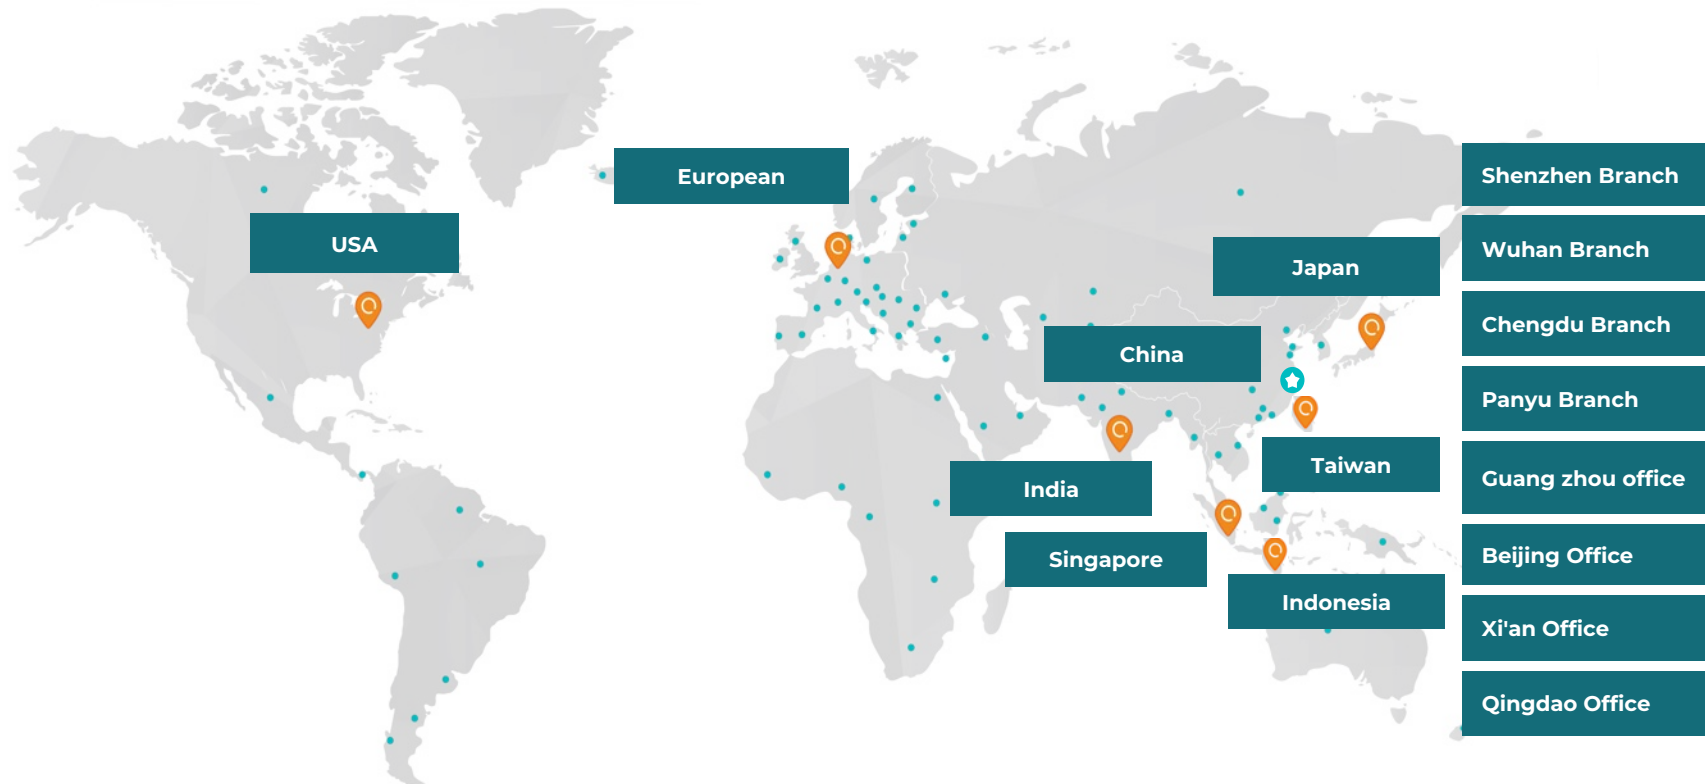 European
USA
Japan
China
Taiwan
India
Singapore
Indonesia
Shenzhen Branch
Wuhan Branch
Chengdu Branch
Panyu Branch
Guang zhou office
Beijing Office
Xi'an Office
Qingdao Office